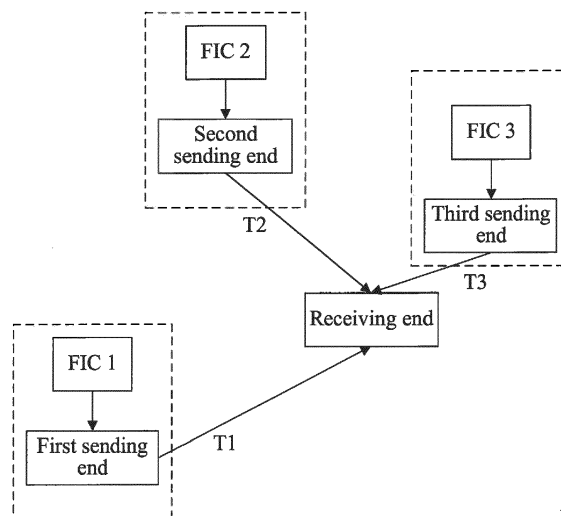 FIC 2
Second
sending end
T2
FIC 3
Third sending
end
T3
Receiving end
FIC 1
First sending
end
T1